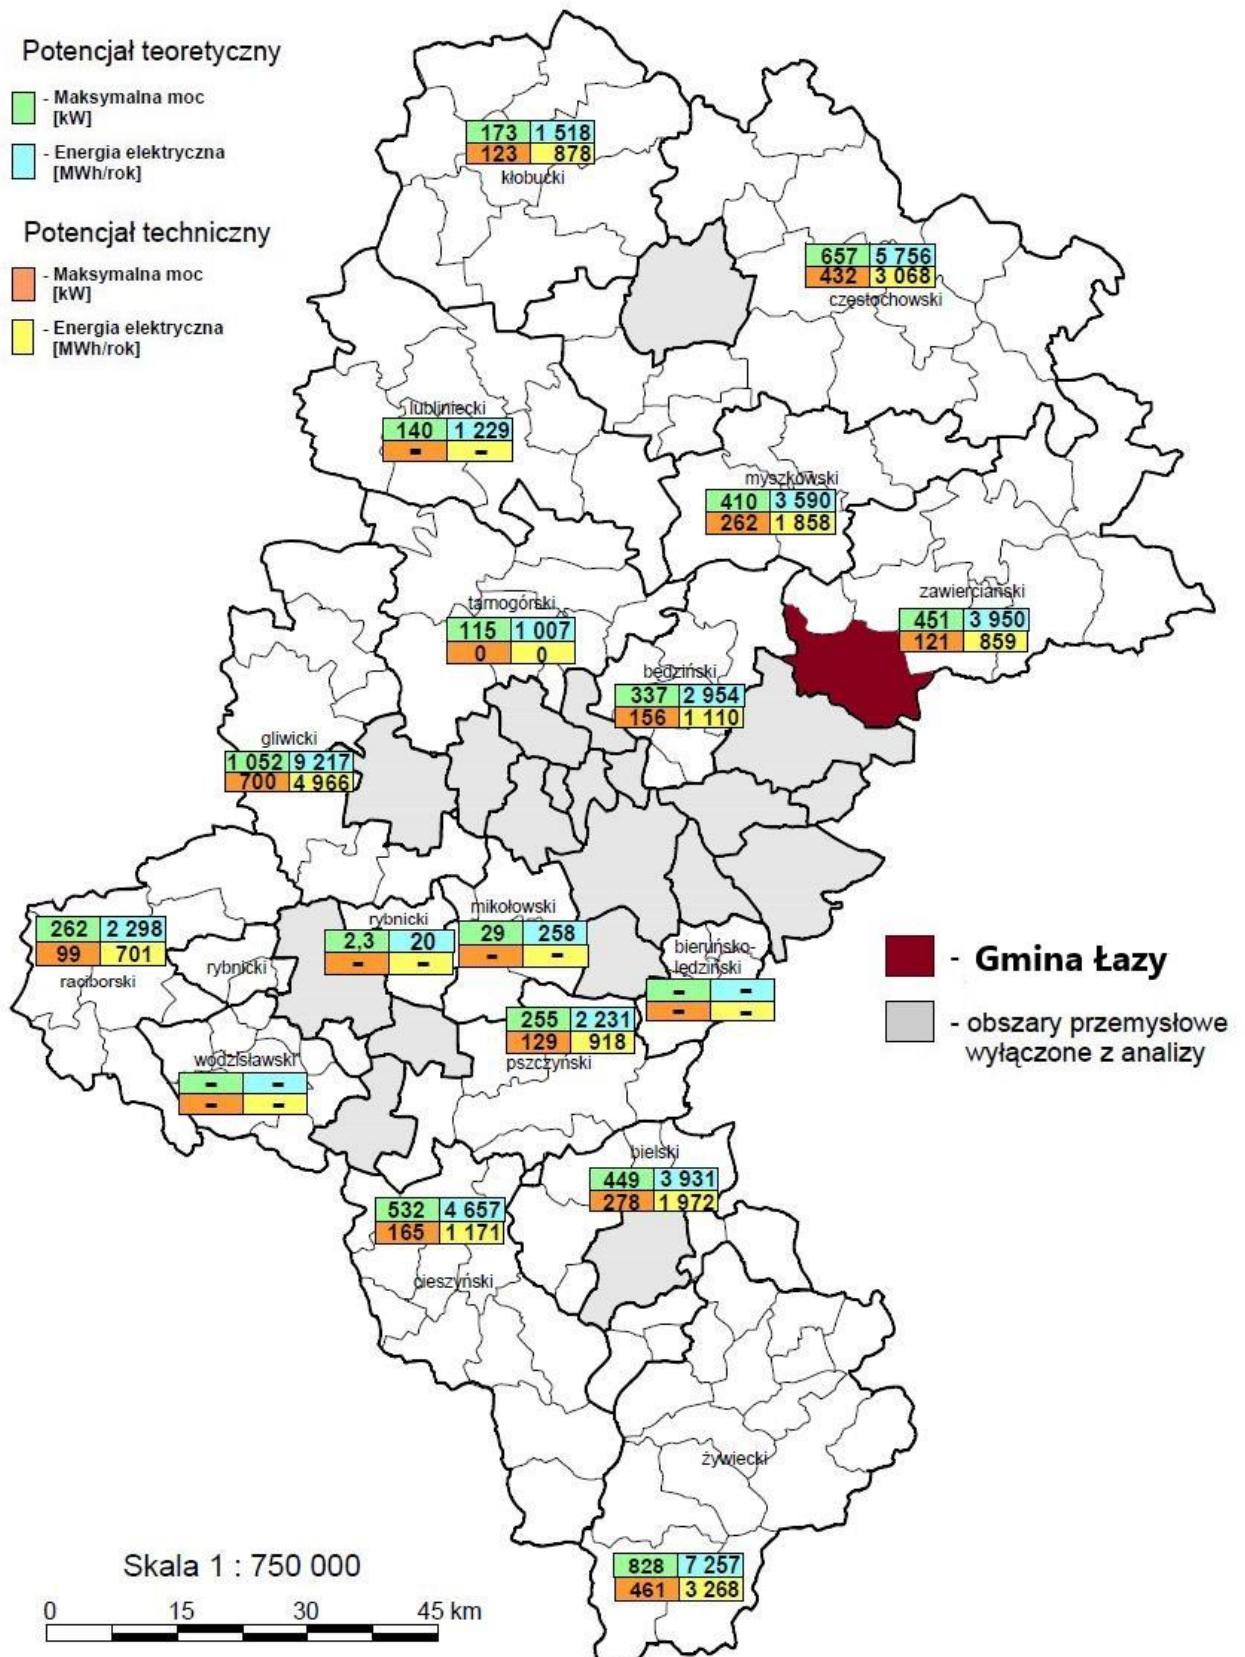 Potencjał teoretyczny
- Maksymalna moc
[kW]
- Energia elektryczna
[MWh/rok]
Potencjał techniczny
- Maksymalna moc
[kW]
- Energia elektryczna
[MWh/rok]
173 1 518
123 878
kłobucki
657 5 756
432 3 068
częstochowski
lubliniecki
140 1 229
- -
myszkowski
410 3 590
262 1 858
zawierciański
451 3 950
121 859
tarnogórski
115 1 007
0 0
będziński
337 2 954
156 1 110
gliwicki
1 052 9 217
700 4 966
262 2 298
99 701
raciborski
rybnicki
rybnicki
2,3 20
- -
mikołowski
29 258
- -
bieruńsko-
lędziński
- -
- -
255 2 231
129 918
pszczyński
wodzisławski
- -
- -
bielski
449 3 931
278 1 972
532 4 657
165 1 171
cieszyński
żywiecki
828 7 257
461 3 268
- Gmina Łazy
- obszary przemysłowe
wyłączone z analizy
Skala 1 : 750 000
0 15 30 45 km